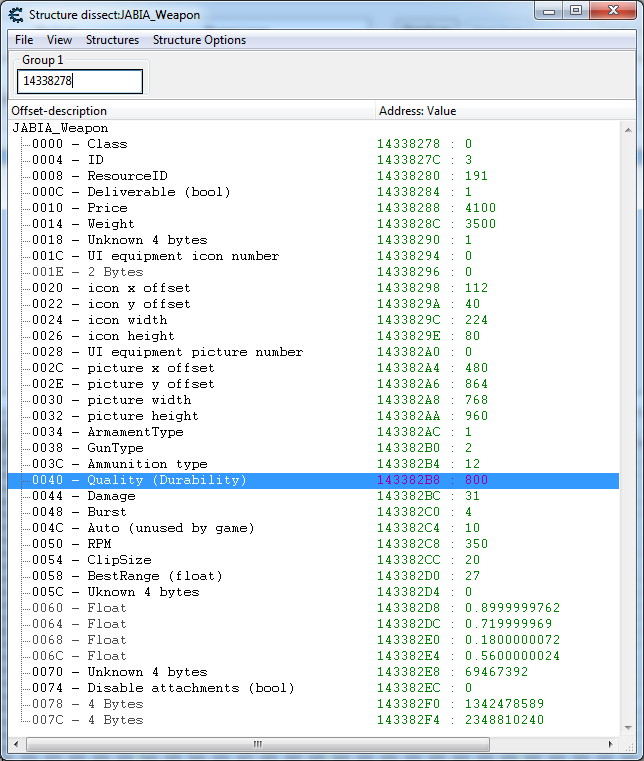 Structure dissect:JABIA_Weapon
File View Structures Structure Options
Group 1
14338278
Offset-description Address: Value
JABIA_Weapon
0000 - Class 14338278 : 0
0004 - ID 1433827C : 3
0008 - ResourceID 14338280 : 191
000C - Deliverable (bool) 14338284 : 1
0010 - Price 14338288 : 4100
0014 - Weight 1433828C : 3500
0018 - Unknown 4 bytes 14338290 : 1
001C - UI equipment icon number 14338294 : 0
001E - 2 Bytes 14338296 : 0
0020 - icon x offset 14338298 : 112
0022 - icon y offset 1433829A : 40
0024 - icon width 1433829C : 224
0026 - icon height 1433829E : 80
0028 - UI equipment picture number 143382A0 : 0
002C - picture x offset 143382A4 : 480
002E - picture y offset 143382A6 : 864
0030 - picture width 143382A8 : 768
0032 - picture height 143382AA : 960
0034 - ArmamentType 143382AC : 1
0038 - GunType 143382B0 : 2
003C - Ammunition type 143382B4 : 12
0040 - Quality (Durability) 143382B8 : 800
0044 - Damage 143382BC : 31
0048 - Burst 143382C0 : 4
004C - Auto (unused by game) 143382C4 : 10
0050 - RPM 143382C8 : 350
0054 - ClipSize 143382CC : 20
0058 - BestRange (float) 143382D0 : 27
005C - Uknown 4 bytes 143382D4 : 0
0060 - Float 143382D8 : 0.8999999762
0064 - Float 143382DC : 0.719999969
0068 - Float 143382E0 : 0.1800000072
006C - Float 143382E4 : 0.5600000024
0070 - Unknown 4 bytes 143382E8 : 69467392
0074 - Disable attachments (bool) 143382EC : 0
0078 - 4 Bytes 143382F0 : 1342478589
007C - 4 Bytes 143382F4 : 2348810240